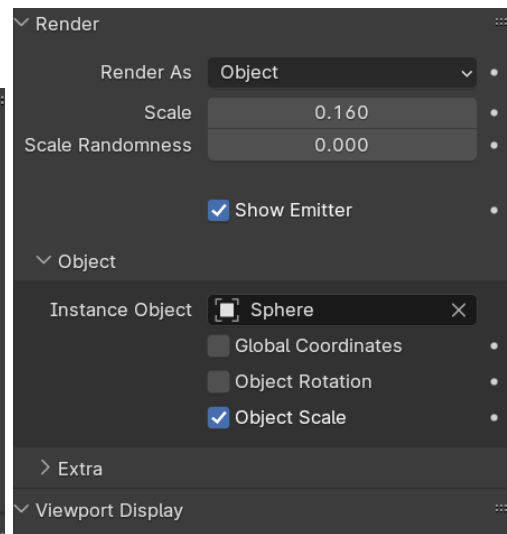 Render
Render As Object
Scale 0.160
Scale Randomness 0.000
Show Emitter
Object
Instance Object Sphere
Global Coordinates
Object Rotation
Object Scale
Extra
Viewport Display